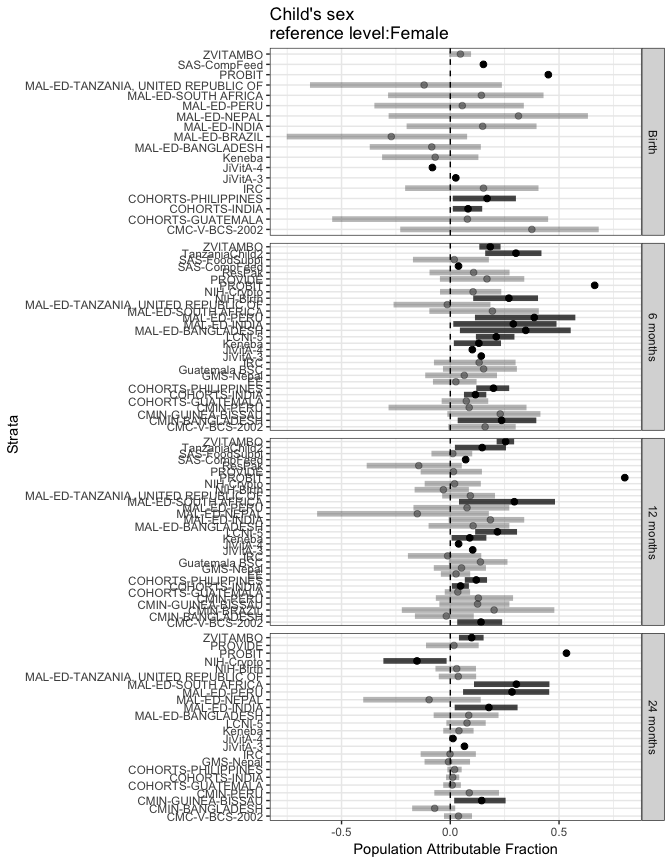 Child's sex
reference level:Female
Strata
ZVITAMBO
SAS-CompFeed
PROBIT
MAL-ED-TANZANIA, UNITED REPUBLIC OF
MAL-ED-SOUTH AFRICA
MAL-ED-PERU
MAL-ED-NEPAL
MAL-ED-INDIA
MAL-ED-BRAZIL
MAL-ED-BANGLADESH
Keneba
JiVitA-4
JiVitA-3
IRC
COHORTS-PHILIPPINES
COHORTS-INDIA
COHORTS-GUATEMALA
CMC-V-BCS-2002
Birth
ZVITAMBO
TanzaniaChild2
SAS-FoodSuppl
SAS-CompFeed
ResPak
PROVIDE
PROBIT
NIH-Crypto
NIH-Birth
MAL-ED-TANZANIA, UNITED REPUBLIC OF
MAL-ED-SOUTH AFRICA
MAL-ED-PERU
MAL-ED-INDIA
MAL-ED-BANGLADESH
LCNI-5
Keneba
JiVitA-4
JiVitA-3
IRC
Guatemala BSC
GMS-Nepal
EE
COHORTS-PHILIPPINES
COHORTS-INDIA
COHORTS-GUATEMALA
CMIN-PERU
CMIN-GUINEA-BISSAU
CMIN-BANGLADESH
CMC-V-BCS-2002
6 months
ZVITAMBO
TanzaniaChild2
SAS-FoodSuppl
SAS-CompFeed
ResPak
PROVIDE
PROBIT
NIH-Crypto
NIH-Birth
MAL-ED-TANZANIA, UNITED REPUBLIC OF
MAL-ED-SOUTH AFRICA
MAL-ED-PERU
MAL-ED-NEPAL
MAL-ED-INDIA
MAL-ED-BANGLADESH
LCNI-5
Keneba
JiVitA-4
JiVitA-3
IRC
Guatemala BSC
GMS-Nepal
EE
COHORTS-PHILIPPINES
COHORTS-INDIA
COHORTS-GUATEMALA
CMIN-PERU
CMIN-GUINEA-BISSAU
CMIN-BRAZIL
CMIN-BANGLADESH
CMC-V-BCS-2002
12 months
ZVITAMBO
PROVIDE
PROBIT
NIH-Crypto
NIH-Birth
MAL-ED-TANZANIA, UNITED REPUBLIC OF
MAL-ED-SOUTH AFRICA
MAL-ED-PERU
MAL-ED-NEPAL
MAL-ED-INDIA
MAL-ED-BANGLADESH
LCNI-5
Keneba
JiVitA-4
JiVitA-3
IRC
GMS-Nepal
COHORTS-PHILIPPINES
COHORTS-INDIA
COHORTS-GUATEMALA
CMIN-PERU
CMIN-GUINEA-BISSAU
CMIN-BANGLADESH
CMC-V-BCS-2002
24 months
-0.5 0.0 0.5
Population Attributable Fraction